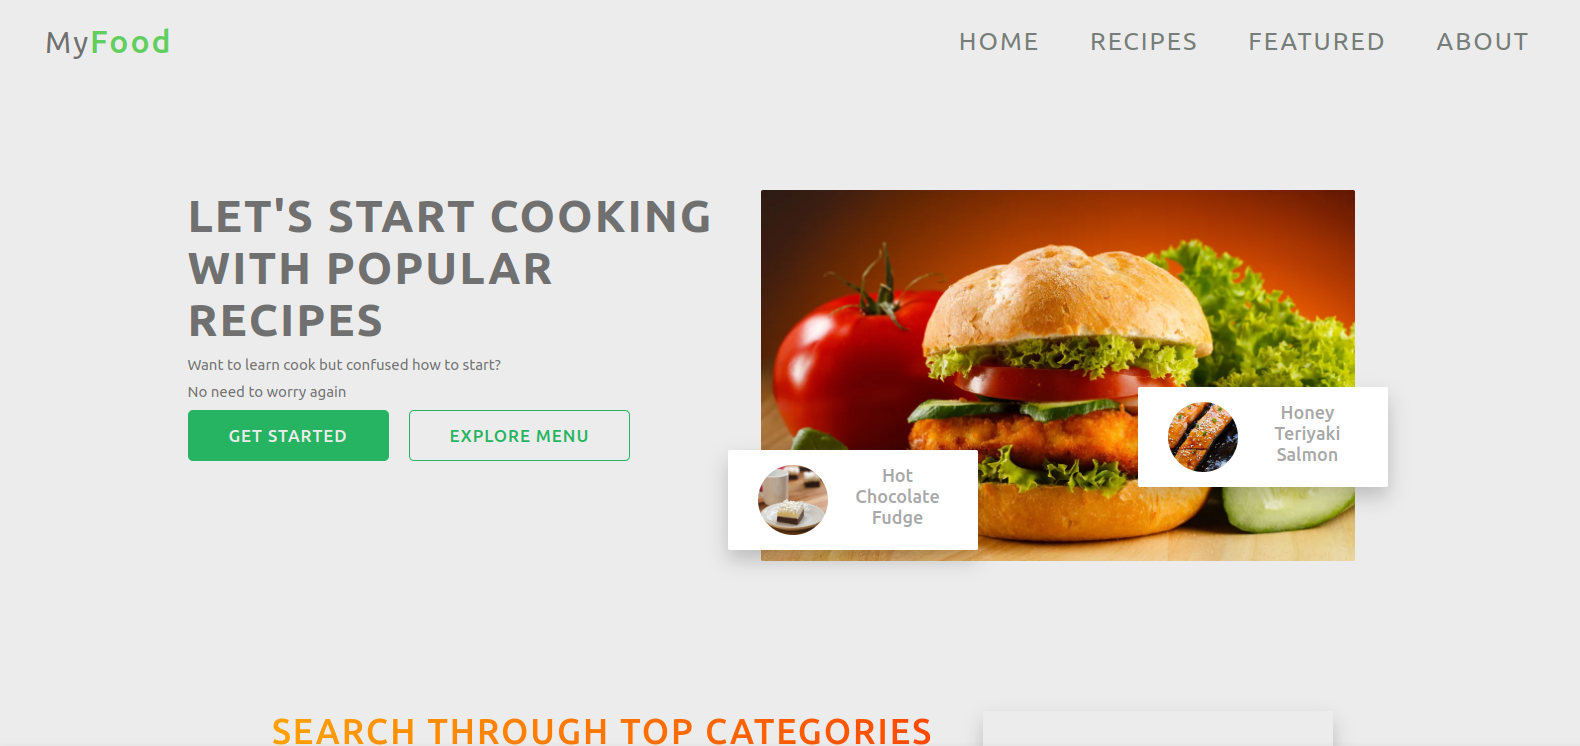 MyFood
HOME RECIPES FEATURED ABOUT
LET'S START COOKING
WITH POPULAR
RECIPES
Want to learn cook but confused how to start?
No need to worry again
GET STARTED
EXPLORE MENU
Honey
Teriyaki
Salmon
Hot
Chocolate
Fudge
SEARCH THROUGH TOP CATEGORIES